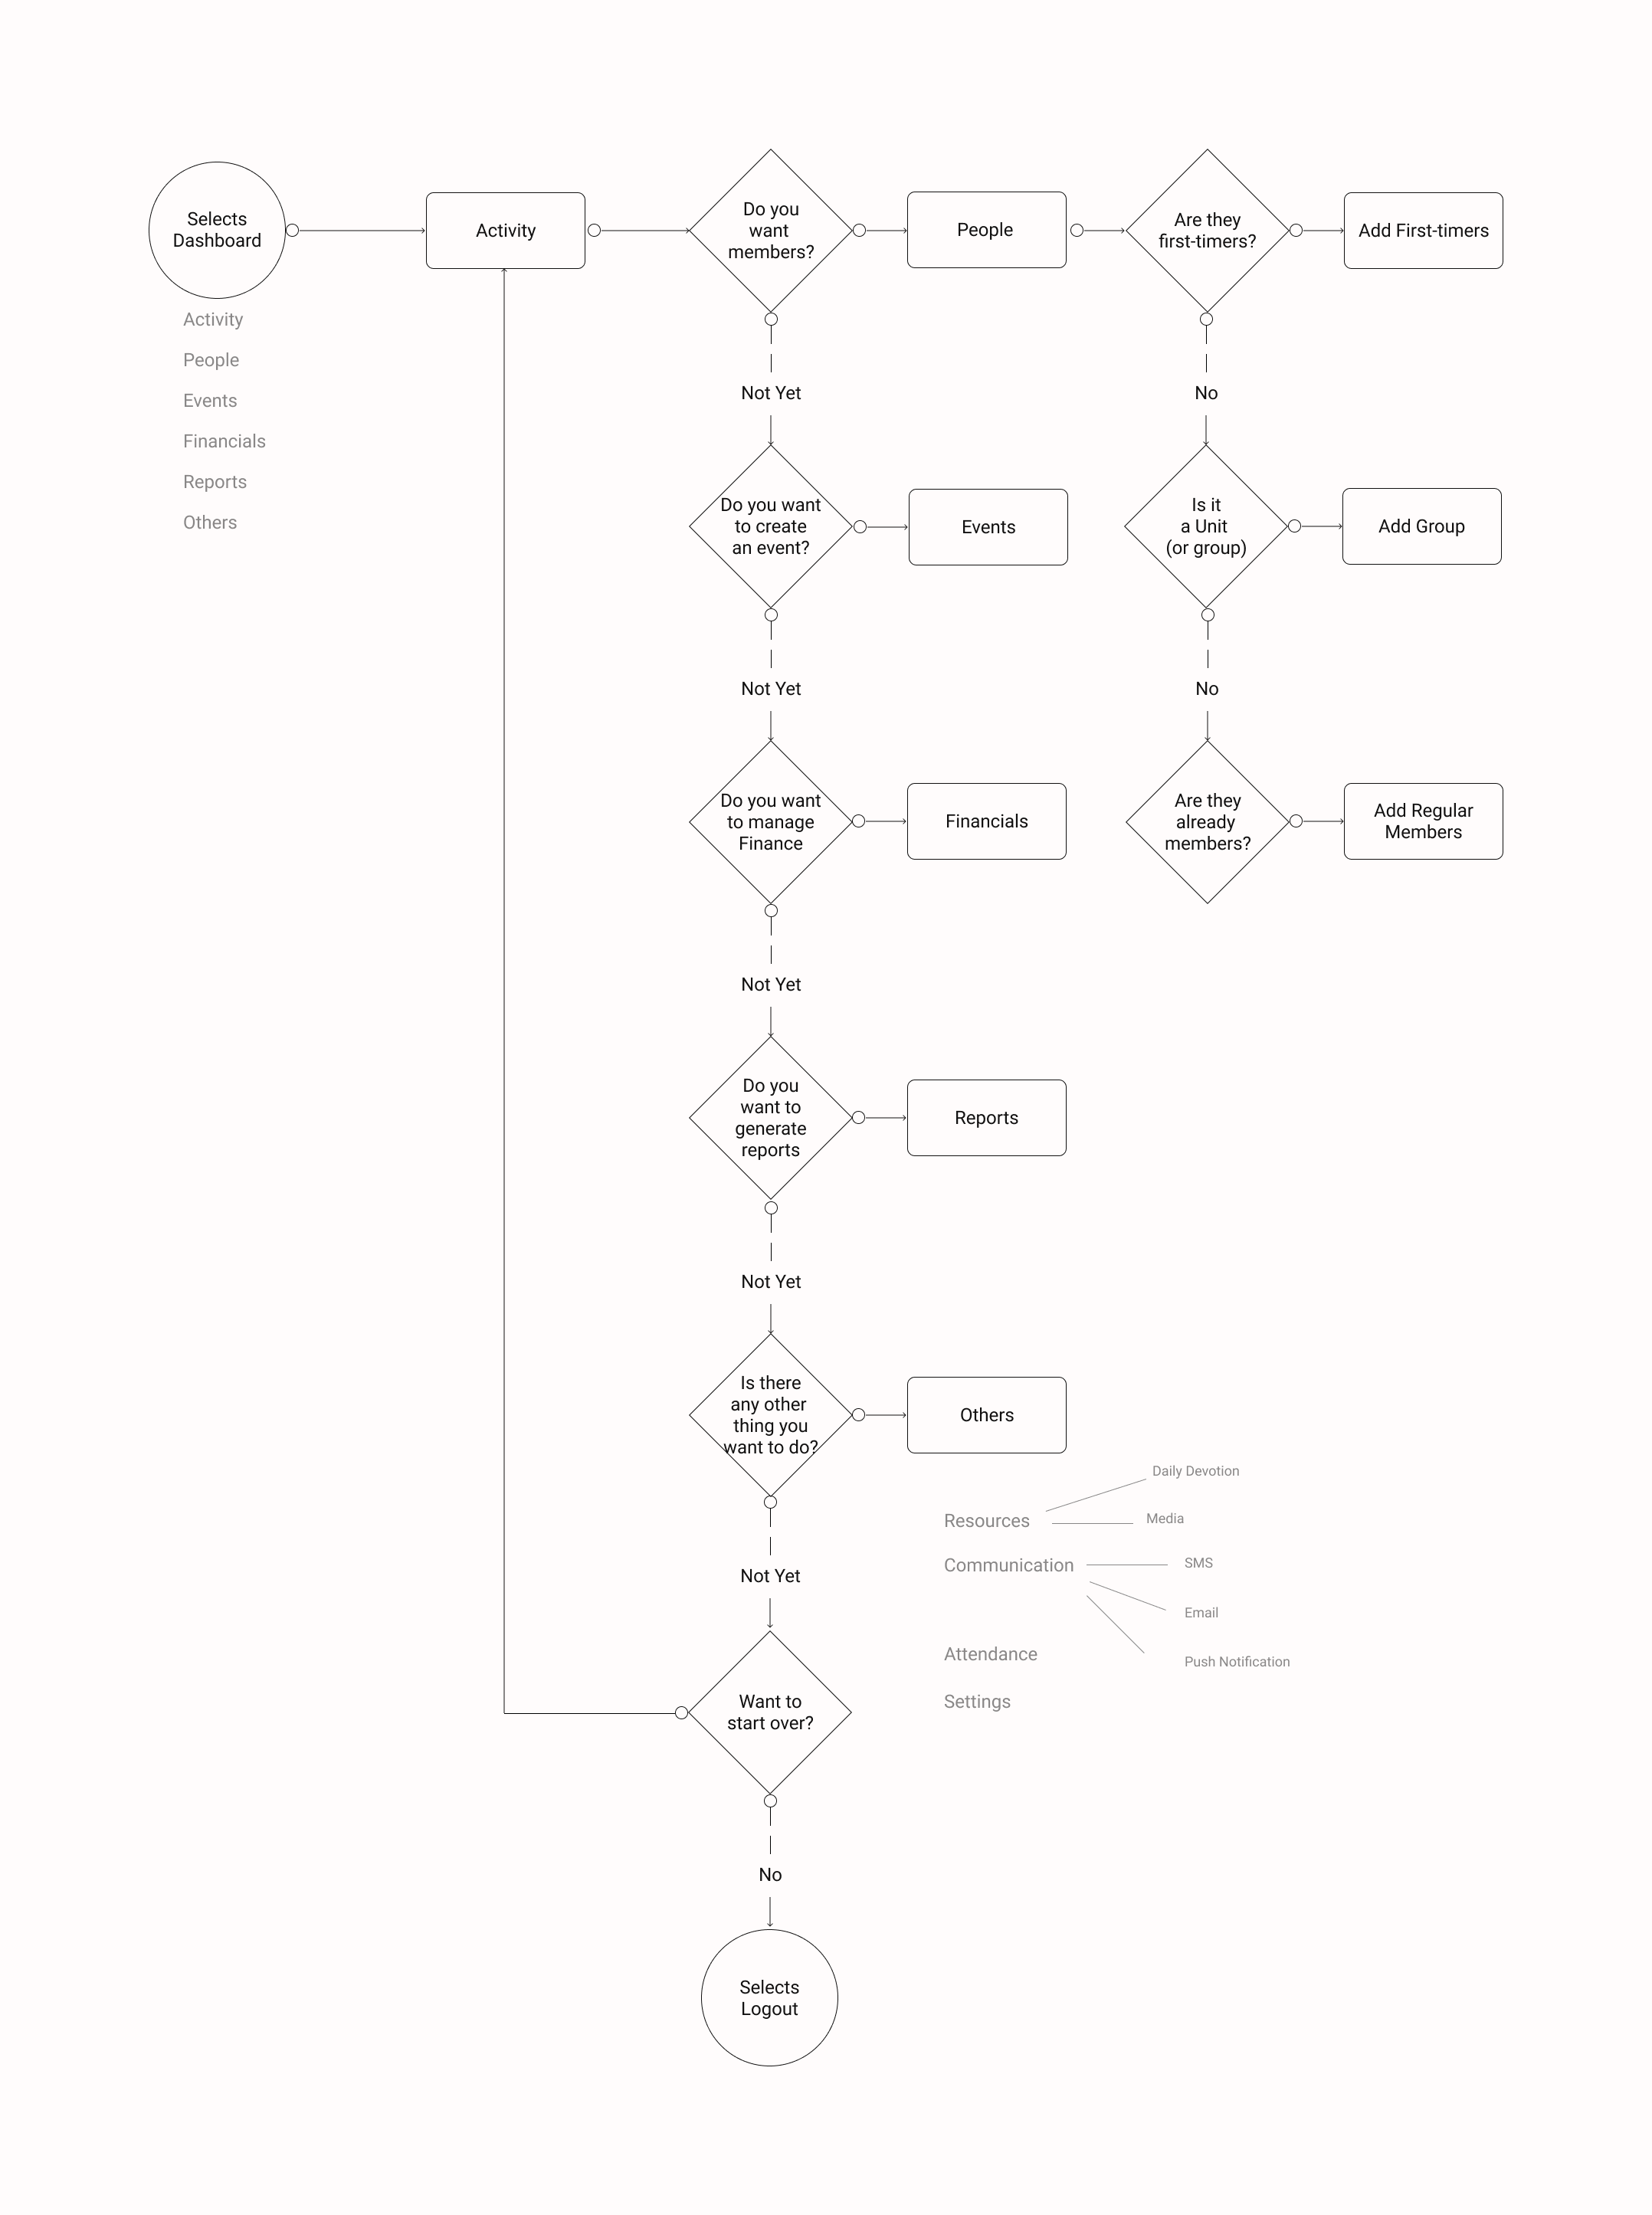 Selects
Dashboard
Activity
Do you
want
members?
People
Are they
first-timers?
Add First-timers
Activity
People
Events
Financials
Reports
Others
Not Yet
No
Do you want
to create
an event?
Events
Is it
a Unit
(or group)
Add Group
Not Yet
No
Do you want
to manage
Finance
Financials
Are they
already
members?
Add Regular
Members
Not Yet
Do you
want to
generate
reports
Reports
Not Yet
Is there
any other
thing you
want to do?
Others
Resources
Daily Devotion
Media
Communication
SMS
Email
Push Notification
Attendance
Settings
Not Yet
Want to
start over?
No
Selects
Logout